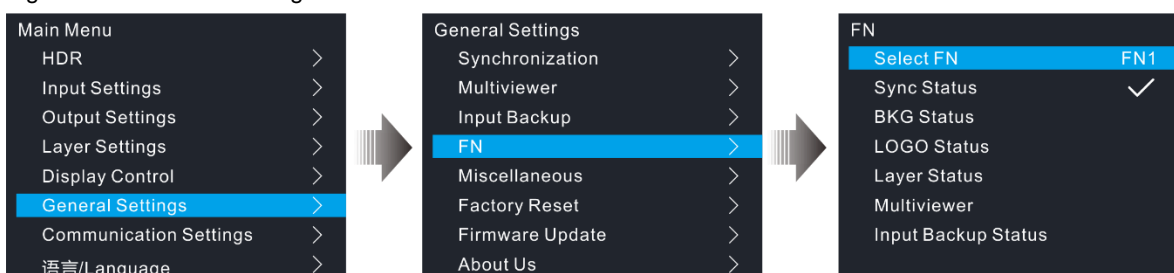 Main Menu
HDR
Input Settings
Output Settings
Layer Settings
Display Control
General Settings
Communication Settings
语言/Language
General Settings
Synchronization
Multiviewer
Input Backup
FN
Miscellaneous
Factory Reset
Firmware Update
About Us
FN
Select FN FN1
Sync Status
BKG Status
LOGO Status
Layer Status
Multiviewer
Input Backup Status